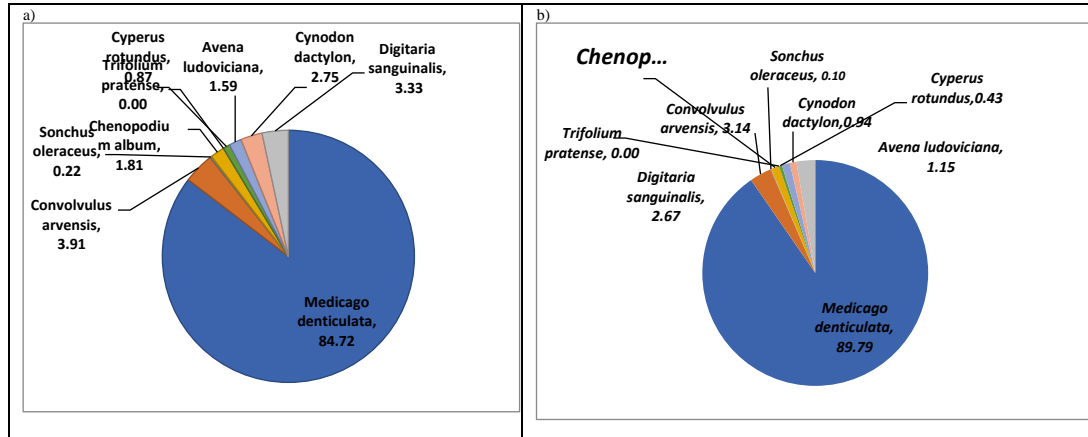 a)
Cyperus
rotundus,
0.87
Trifolium
pratense,
0.00
Avena
ludoviciana,
1.59
Cynodon
dactylon,
2.75
Digitaria
sanguinalis,
3.33
Sonchus
oleraceus,
0.22
Chenopodiu
m album,
1.81
Convolvulus
arvensis,
3.91
Medicago
denticulata,
84.72
b)
Chenop...
Sonchus
oleraceus, 0.10
Cyperus
rotundus,0.43
Convolvulus
arvensis, 3.14
Cynodon
dactylon,0.94
Trifolium
pratense, 0.00
Avena ludoviciana,
1.15
Digitaria
sanguinalis,
2.67
Medicago
denticulata,
89.79